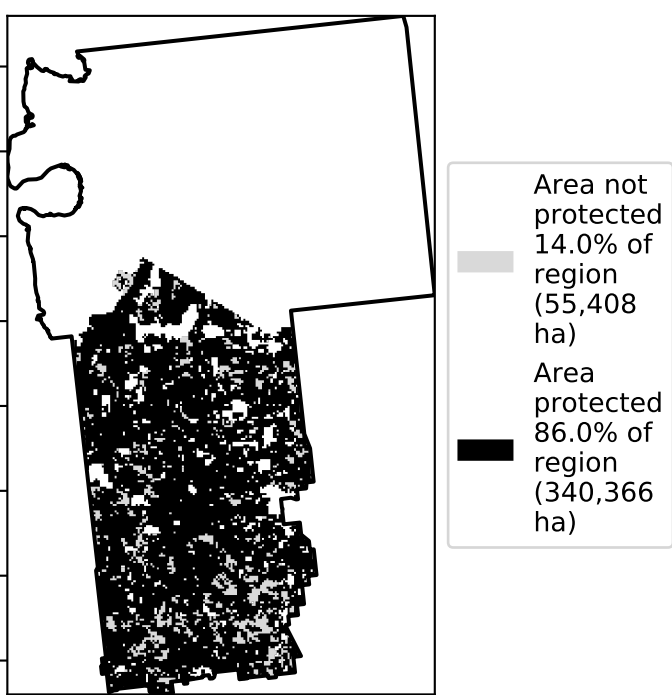 Area not
protected
14.0% of
region
(55,408
ha)
Area
protected
86.0% of
region
(340,366
ha)